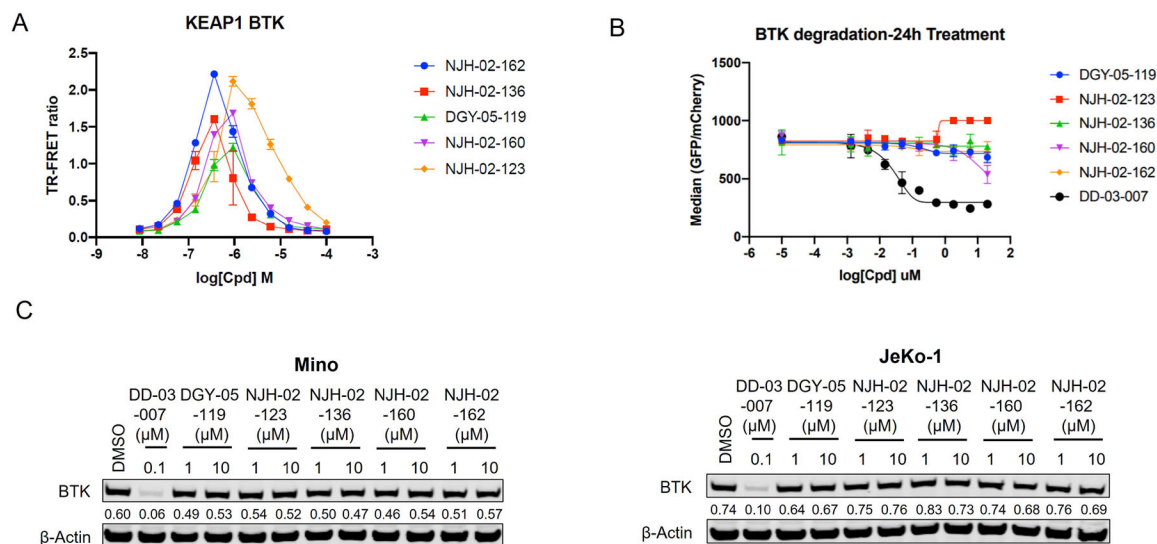 A
KEAP1 BTK
TR-FRET ratio
2.5
2.0
1.5
1.0
0.5
0.0
-9 -8 -7 -6 -5 -4 -3
log[Cpd] M
NJH-02-162
NJH-02-136
DGY-05-119
NJH-02-160
NJH-02-123
B
BTK degradation-24h Treatment
Median (GFP/mCherry)
1500
1000
500
0
-6 -5 -4 -3 -2 -1 0 1 2
log[Cpd] uM
DGY-05-119
NJH-02-123
NJH-02-136
NJH-02-160
NJH-02-162
DD-03-007
C
Mino
DD-03 DGY-05 NJH-02 NJH-02 NJH-02 NJH-02
-007 -119 -123 -136 -160 -162
(µM) (µM) (µM) (µM) (µM) (µM)
DMSO 0.1 1 10 1 10 1 10 1 10 1 10
BTK
0.60 0.06 0.49 0.53 0.54 0.52 0.50 0.47 0.46 0.54 0.51 0.57
β-Actin
JeKo-1
DD-03 DGY-05 NJH-02 NJH-02 NJH-02 NJH-02
-007 -119 -123 -136 -160 -162
(µM) (µM) (µM) (µM) (µM) (µM)
DMSO 0.1 1 10 1 10 1 10 1 10 1 10
BTK
0.74 0.10 0.64 0.67 0.75 0.76 0.83 0.73 0.74 0.68 0.76 0.69
β-Actin